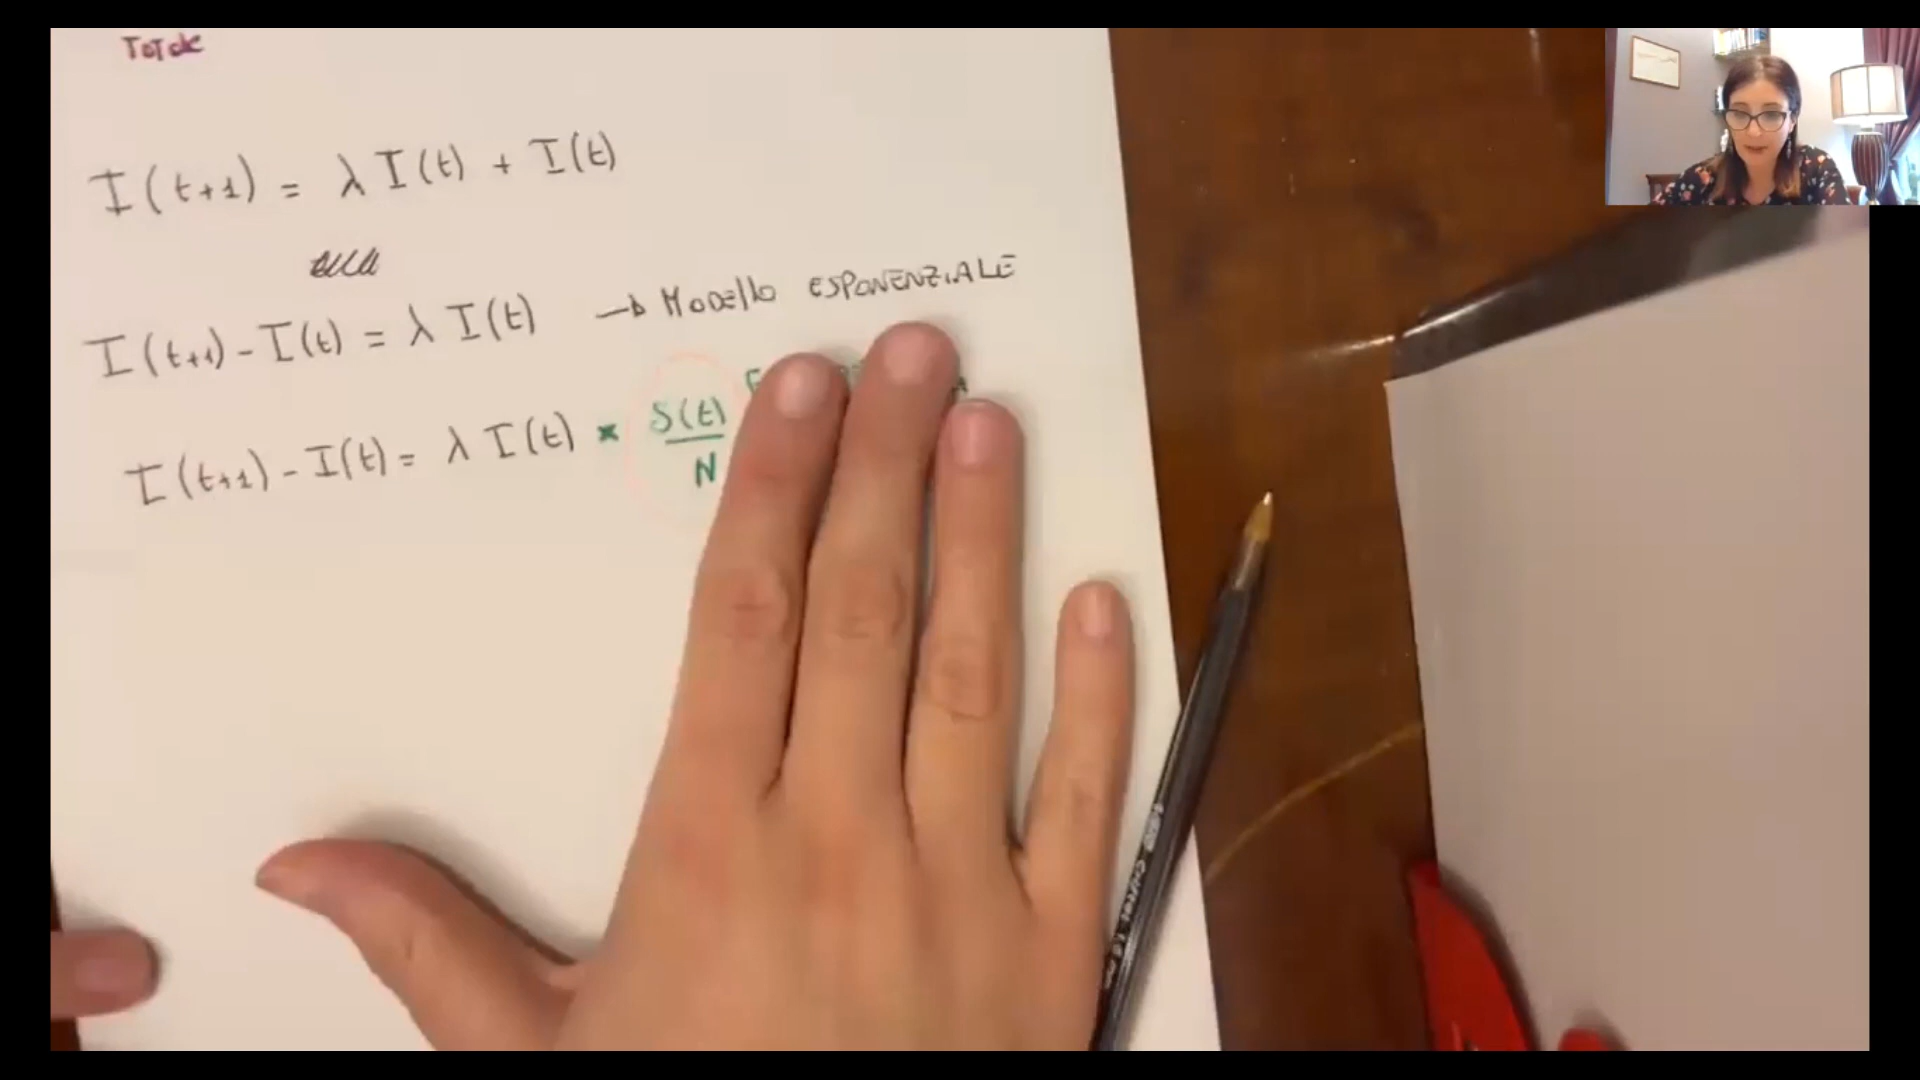 Totale
I(t+1) = λ I(t) + I(t)
I(t+1) - I(t) = λ I(t) → Modello ESPONENZIALE
I(t+1) - I(t) = λ I(t) × S(t)/N